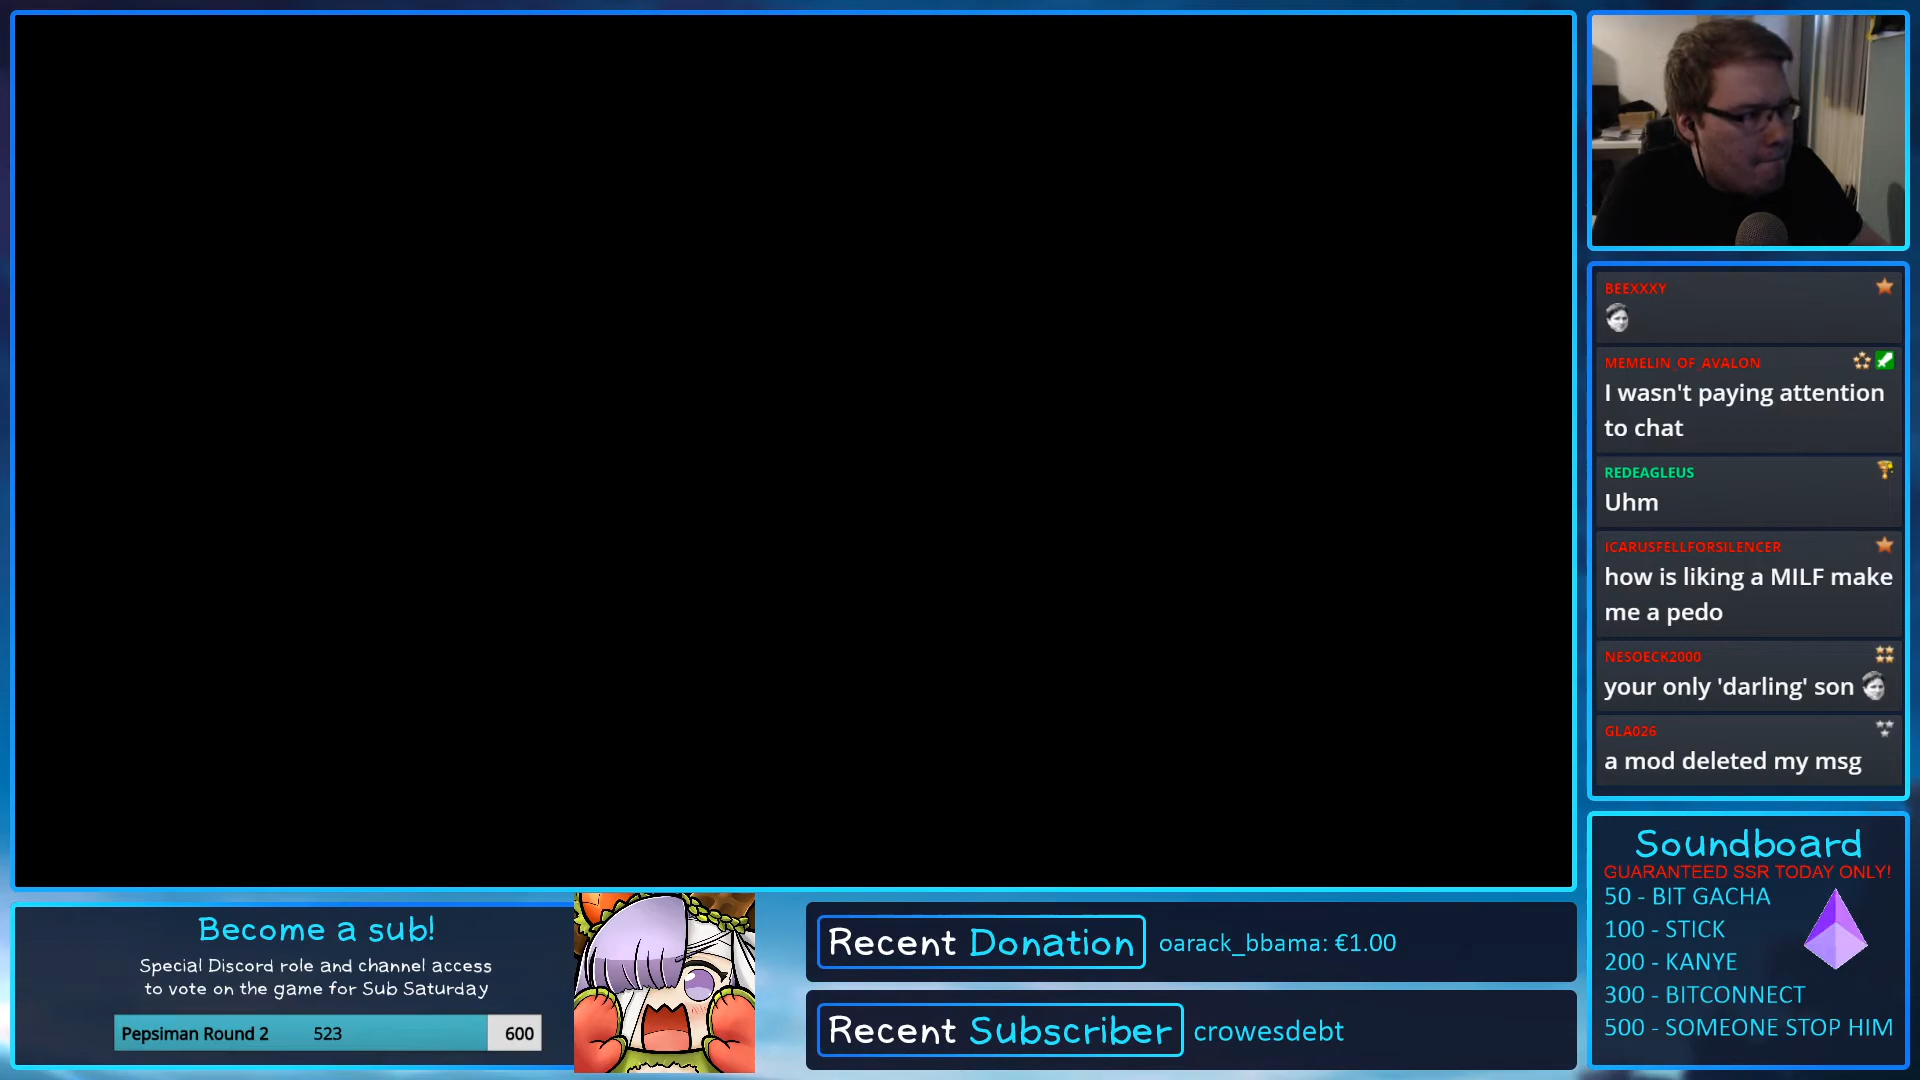 BEEXXXY
MEMELIN_OF_AVALON
I wasn't paying attention
to chat
REDEAGLEUS
Uhm
ICARUSFELLFORSILENCER
how is liking a MILF make
me a pedo
NESOECK2000
your only 'darling' son
GLA026
a mod deleted my msg
Soundboard
GUARANTEED SSR TODAY ONLY!
50 - BIT GACHA
100 - STICK
200 - KANYE
300 - BITCONNECT
500 - SOMEONE STOP HIM
Become a sub!
Special Discord role and channel access
to vote on the game for Sub Saturday
Pepsiman Round 2 523 600
Recent Donation oarack_bbama: €1.00
Recent Subscriber crowesdebt